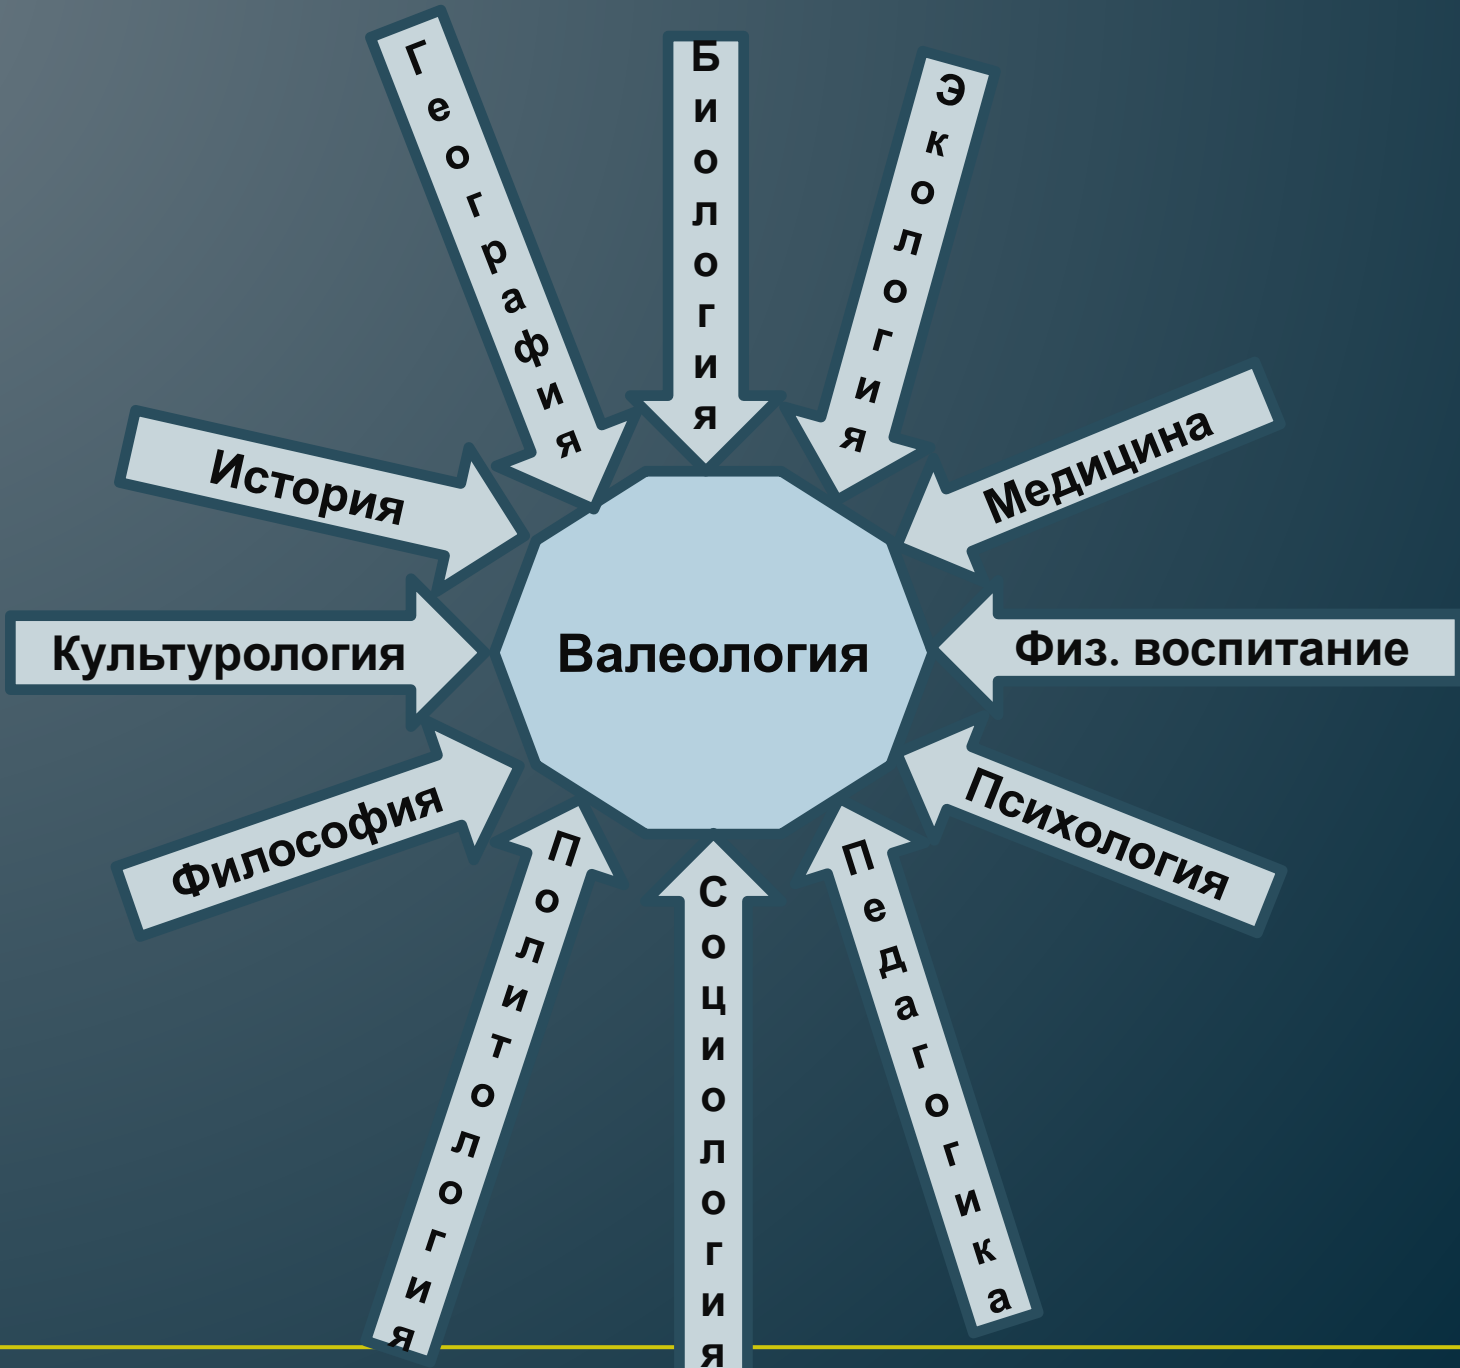 География
Биология
Экология
Медицина
История
Культурология
Валеология
Физ. воспитание
Философия
Психология
Политология
Социология
Педагогика